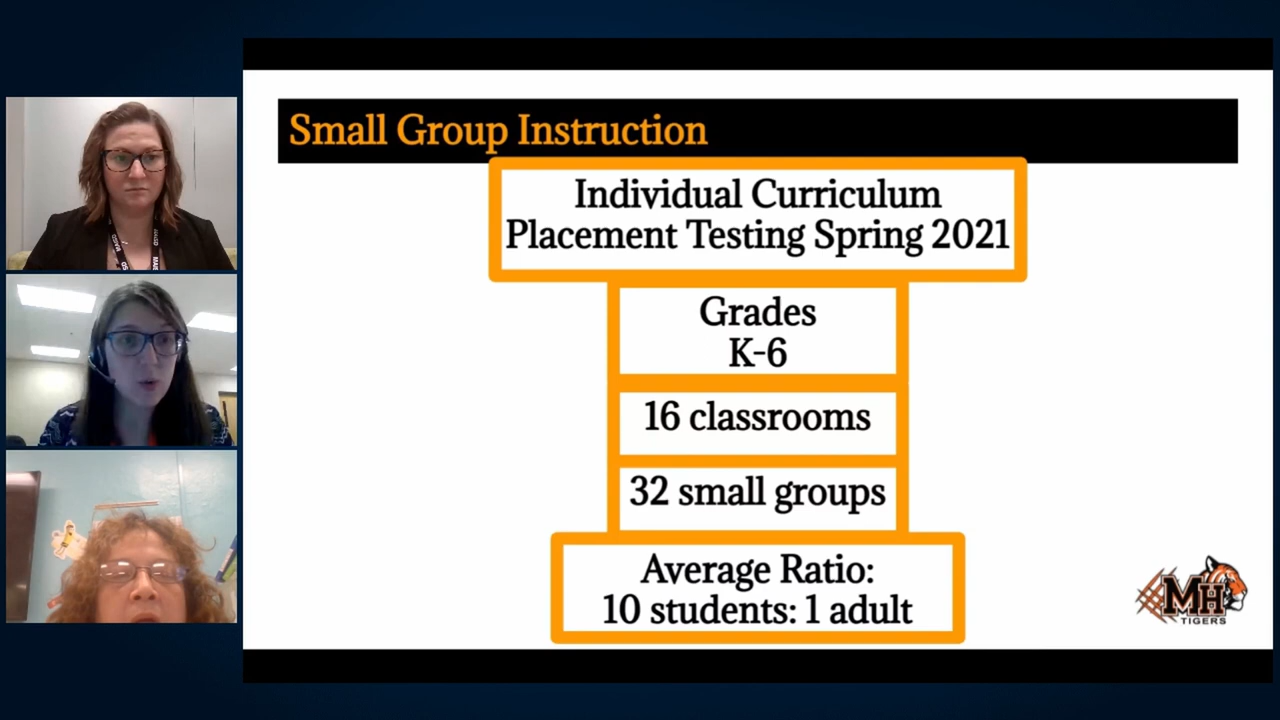 Small Group Instruction
Individual Curriculum
Placement Testing Spring 2021
Grades
K-6
16 classrooms
32 small groups
Average Ratio:
10 students: 1 adult
MH
TIGERS